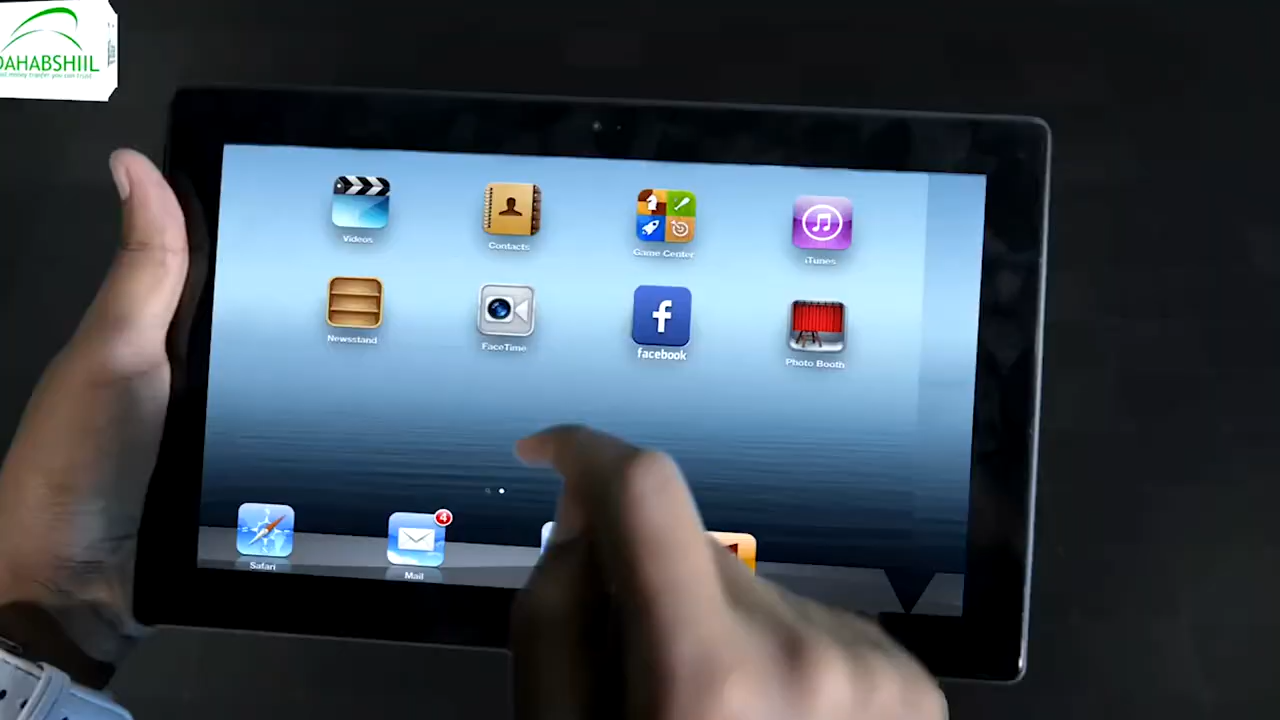 DAHABSHIIL
Videos
Contacts
Game Center
iTunes
Newsstand
FaceTime
f
facebook
Photo Booth
4
Safari
Mail